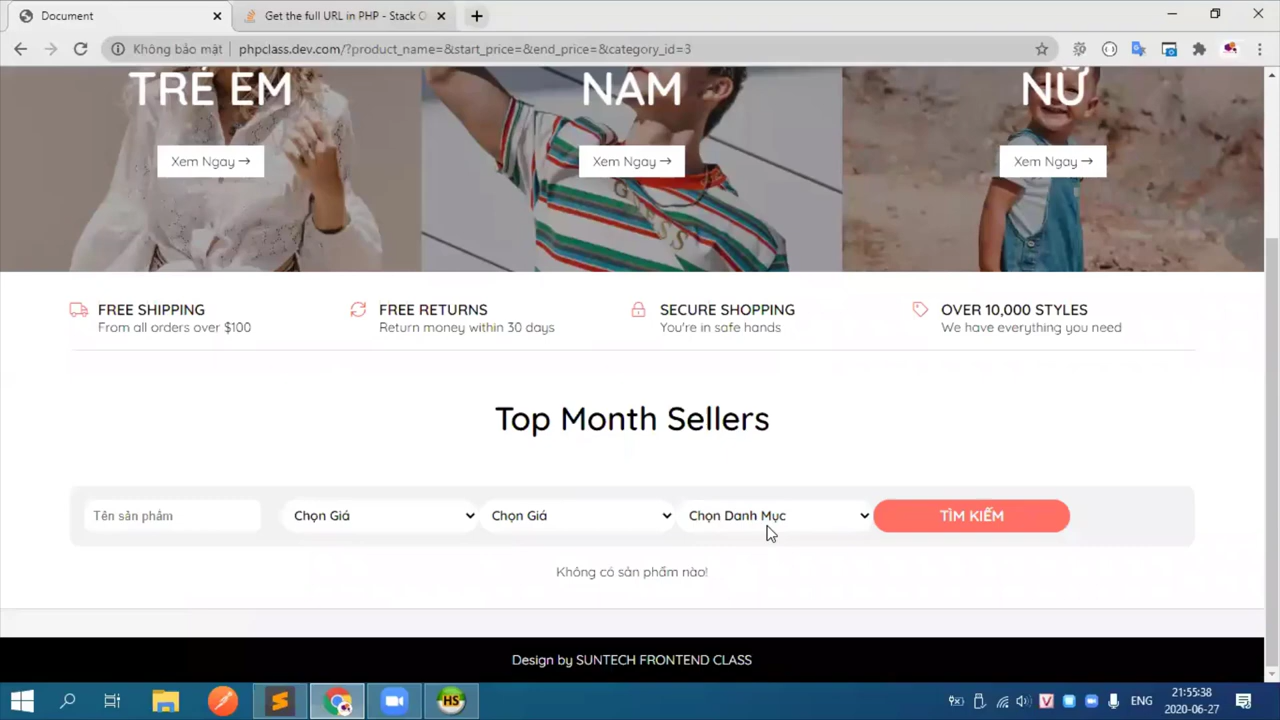 Document
Get the full URL in PHP - Stack O
Không bảo mật
phpclass.dev.com/?product_name=&start_price=&end_price=&category_id=3
TRẺ EM
NAM
NỮ
Xem Ngay →
Xem Ngay →
Xem Ngay →
GUESS
FREE SHIPPING
From all orders over $100
FREE RETURNS
Return money within 30 days
SECURE SHOPPING
You're in safe hands
OVER 10,000 STYLES
We have everything you need
Top Month Sellers
Tên sản phẩm
Chọn Giá
Chọn Giá
Chọn Danh Mục
TÌM KIẾM
Không có sản phẩm nào!
Design by SUNTECH FRONTEND CLASS
HS
V
ENG
21:55:38
2020-06-27